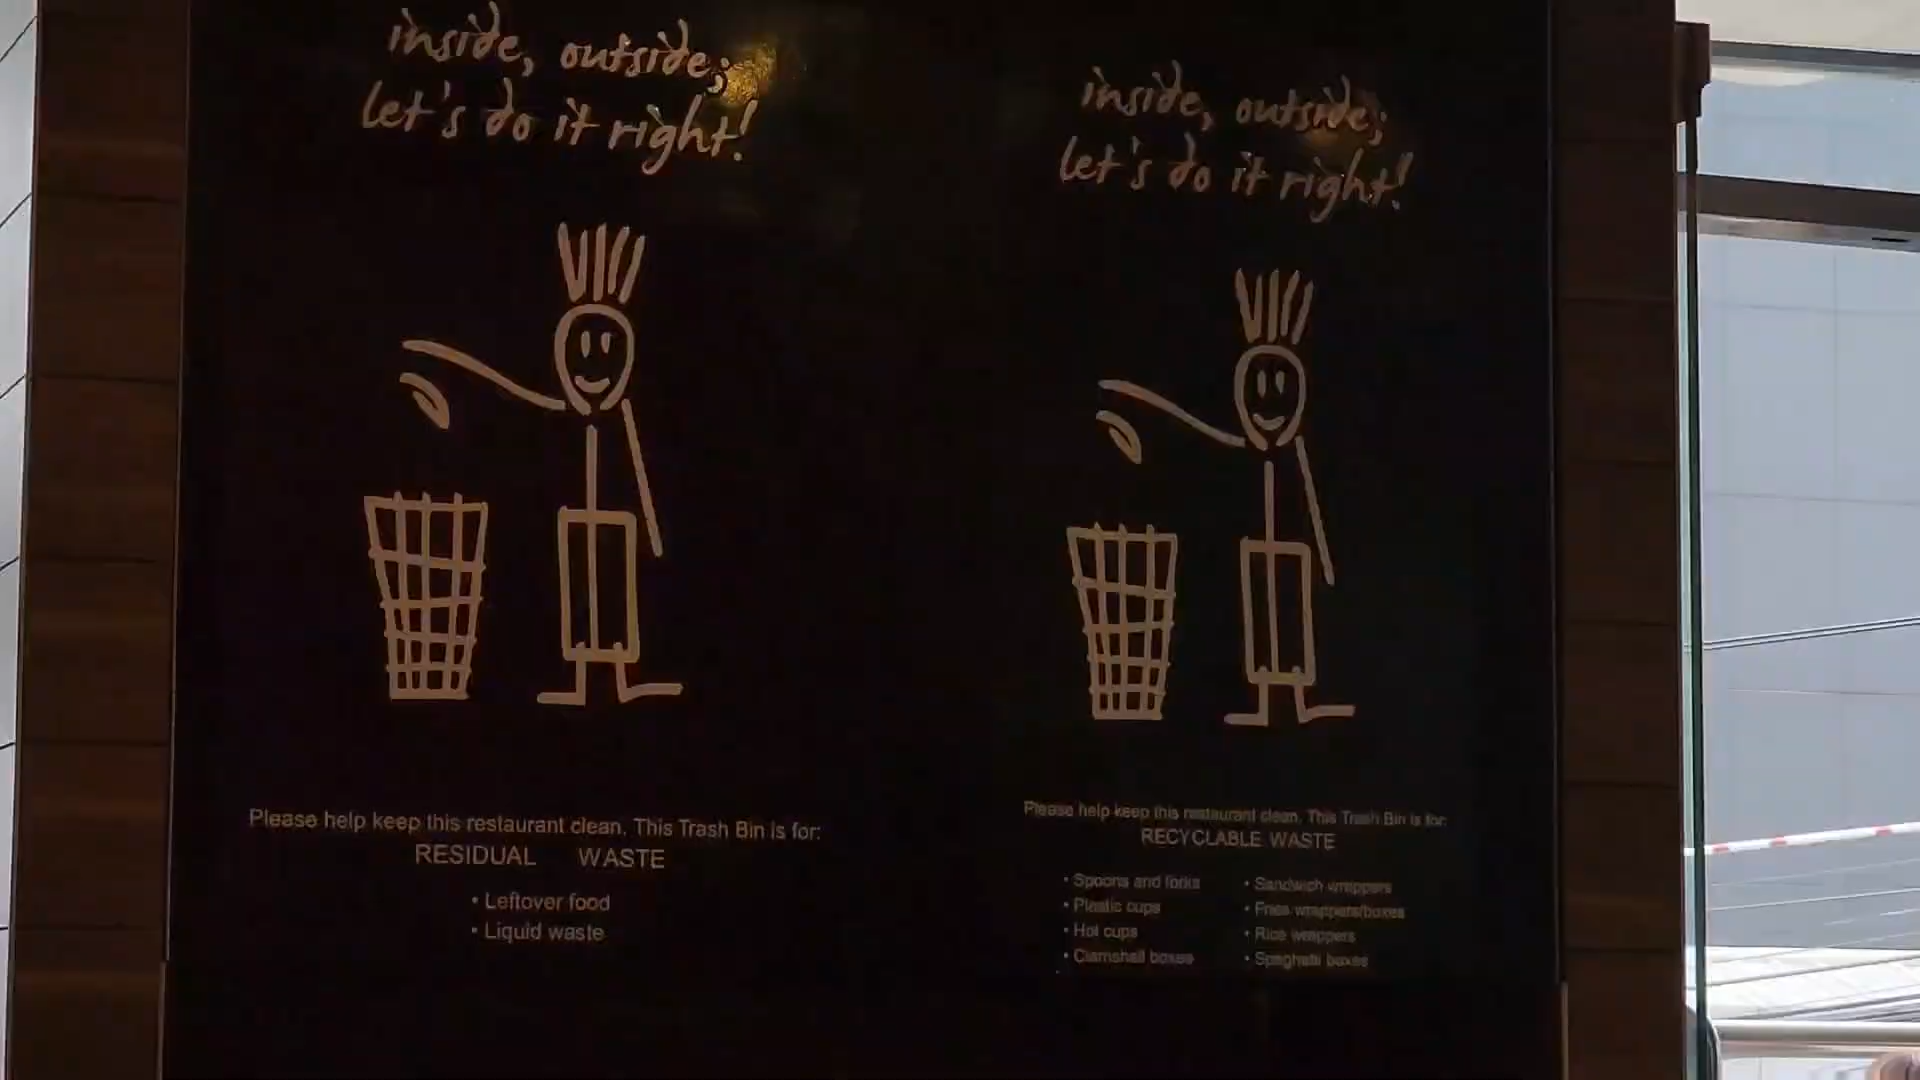 inside, outside;
let's do it right!
Please help keep this restaurant clean. This Trash Bin is for:
RESIDUAL WASTE
• Leftover food
• Liquid waste
inside, outside;
let's do it right!
Please help keep this restaurant clean. This Trash Bin is for:
RECYCLABLE WASTE
• Spoons and forks
• Plastic cups
• Hot cups
• Clamshell boxes
• Sandwich wrappers
• Fries wrappers/boxes
• Rice wrappers
• Spaghetti boxes